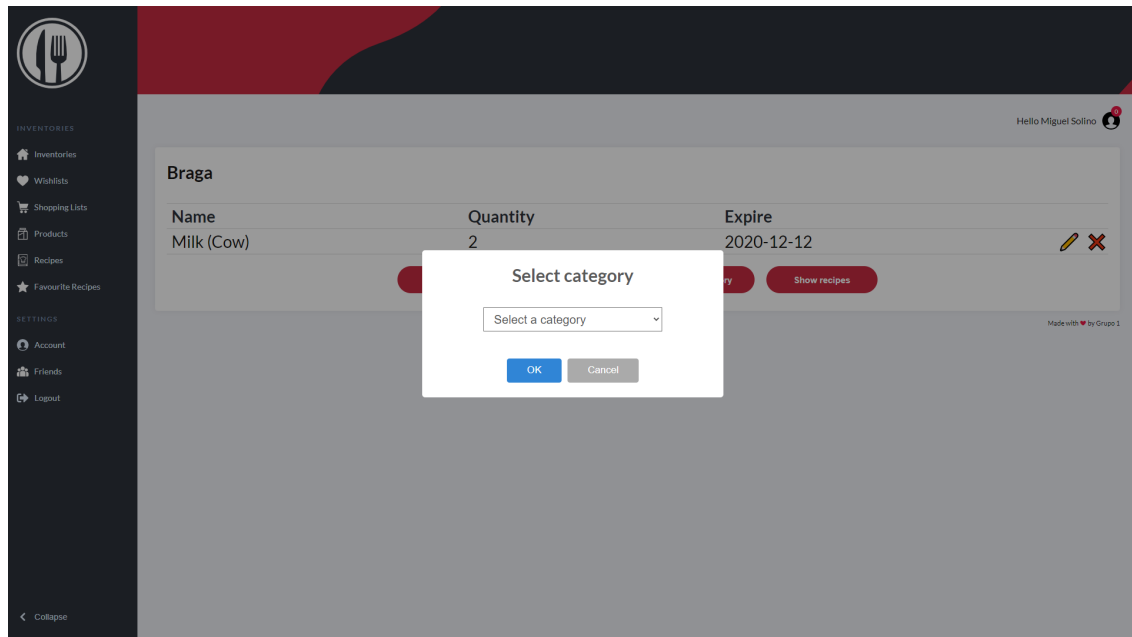 INVENTORIES
Inventories
Wishlists
Shopping Lists
Products
Recipes
Favourite Recipes
SETTINGS
Account
Friends
Logout
Collapse
Hello Miguel Solino
0
Braga
Name Quantity Expire
Milk (Cow) 2 2020-12-12
Show recipes
Select category
Select a category
OK Cancel
Made with ♥ by Grupo 1